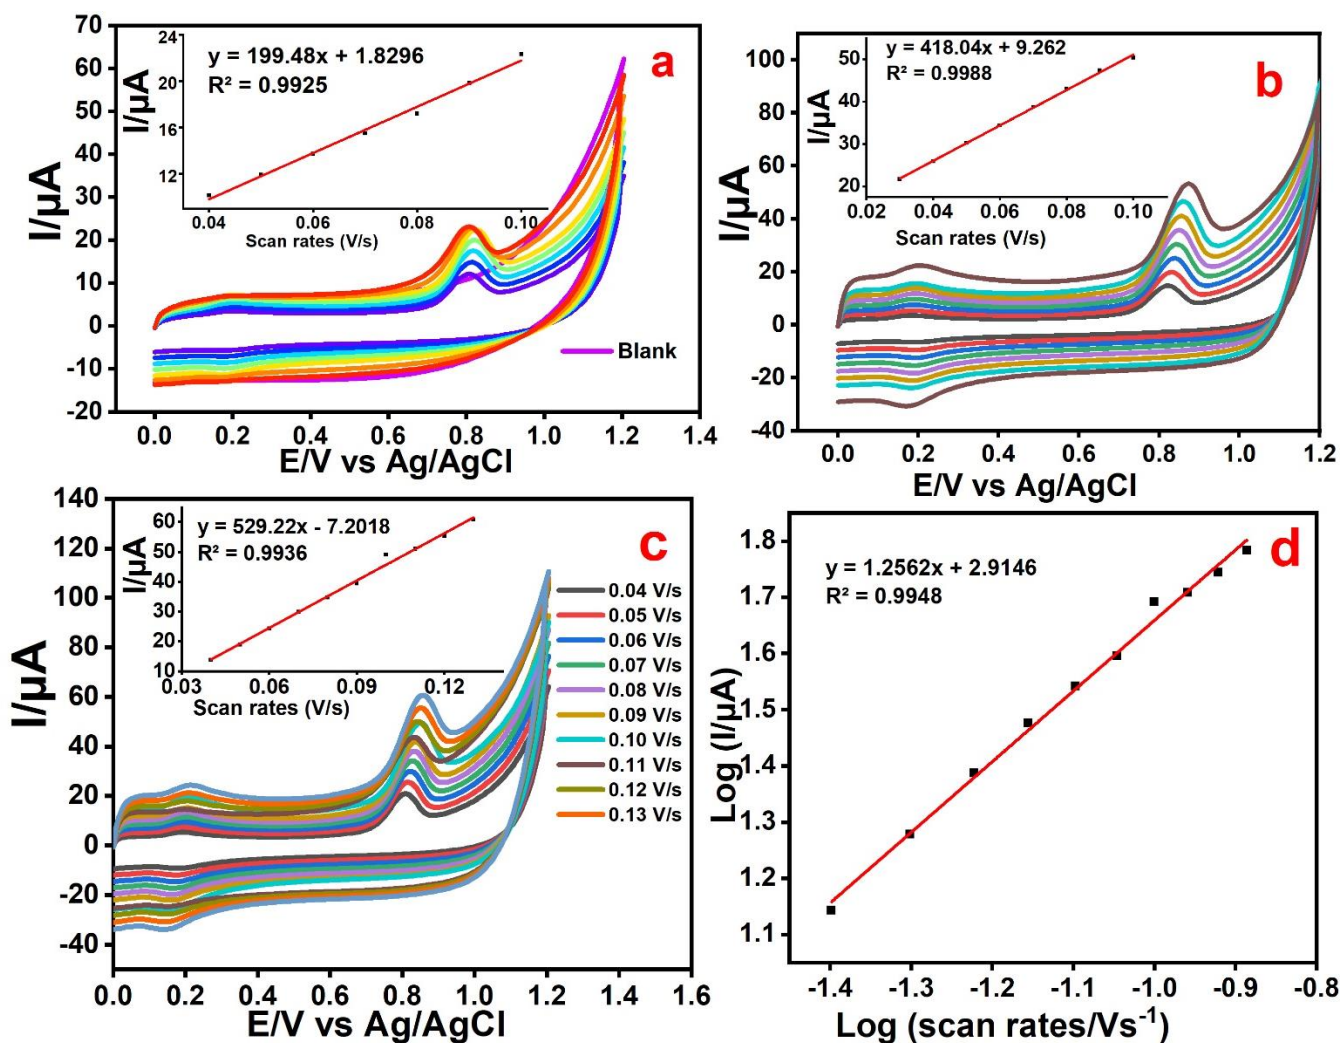 a
70
60
50
40
30
20
10
0
-10
-20
I/µA
0.0 0.2 0.4 0.6 0.8 1.0 1.2 1.4
E/V vs Ag/AgCl
Blank
y = 199.48x + 1.8296
R² = 0.9925
24
20
16
12
I/µA
0.04 0.06 0.08 0.10
Scan rates (V/s)
b
100
80
60
40
20
0
-20
-40
I/µA
0.0 0.2 0.4 0.6 0.8 1.0 1.2
E/V vs Ag/AgCl
y = 418.04x + 9.262
R² = 0.9988
50
40
30
20
I/µA
0.02 0.04 0.06 0.08 0.10
Scan rates (V/s)
c
140
120
100
80
60
40
20
0
-20
-40
I/µA
0.0 0.2 0.4 0.6 0.8 1.0 1.2 1.4 1.6
E/V vs Ag/AgCl
y = 529.22x - 7.2018
R² = 0.9936
60
50
40
30
20
10
I/µA
0.03 0.06 0.09 0.12
Scan rates (V/s)
0.04 V/s
0.05 V/s
0.06 V/s
0.07 V/s
0.08 V/s
0.09 V/s
0.10 V/s
0.11 V/s
0.12 V/s
0.13 V/s
d
y = 1.2562x + 2.9146
R² = 0.9948
1.8
1.7
1.6
1.5
1.4
1.3
1.2
1.1
Log (I/µA)
-1.4 -1.3 -1.2 -1.1 -1.0 -0.9 -0.8
Log (scan rates/Vs⁻¹)